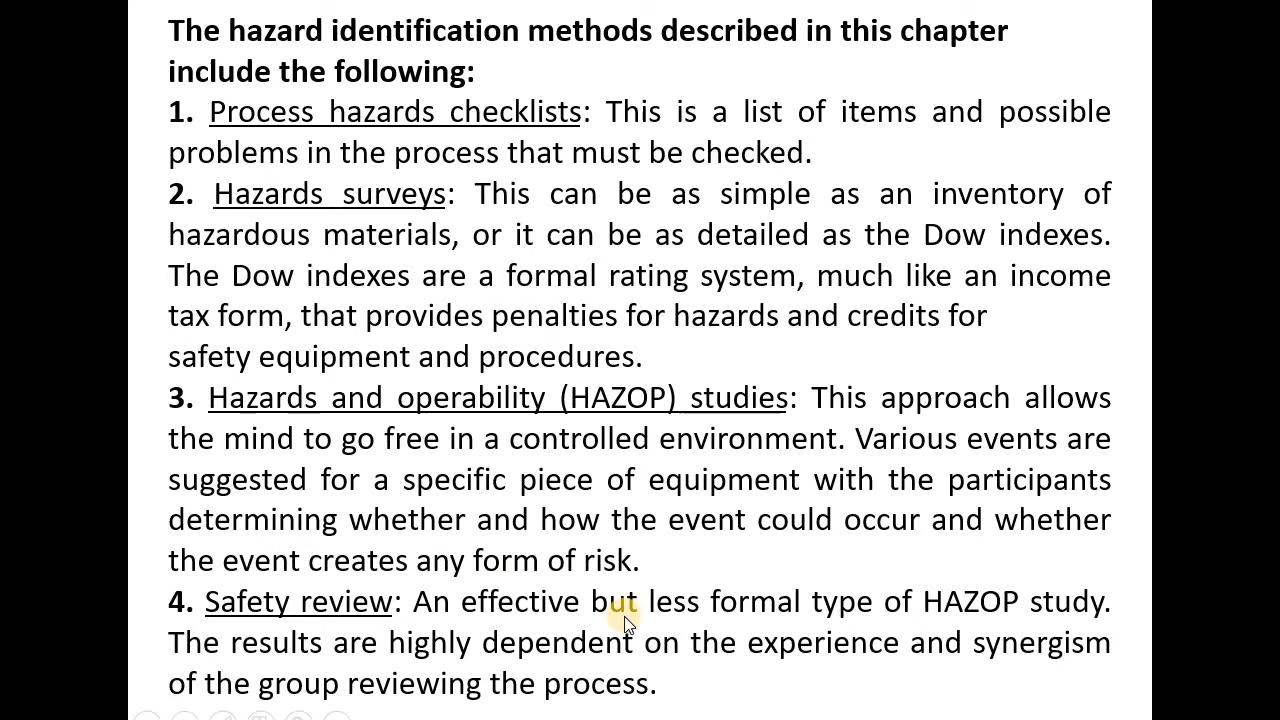 The hazard identification methods described in this chapter
include the following:
1. Process hazards checklists: This is a list of items and possible
problems in the process that must be checked.
2. Hazards surveys: This can be as simple as an inventory of
hazardous materials, or it can be as detailed as the Dow indexes.
The Dow indexes are a formal rating system, much like an income
tax form, that provides penalties for hazards and credits for
safety equipment and procedures.
3. Hazards and operability (HAZOP) studies: This approach allows
the mind to go free in a controlled environment. Various events are
suggested for a specific piece of equipment with the participants
determining whether and how the event could occur and whether
the event creates any form of risk.
4. Safety review: An effective but less formal type of HAZOP study.
The results are highly dependent on the experience and synergism
of the group reviewing the process.